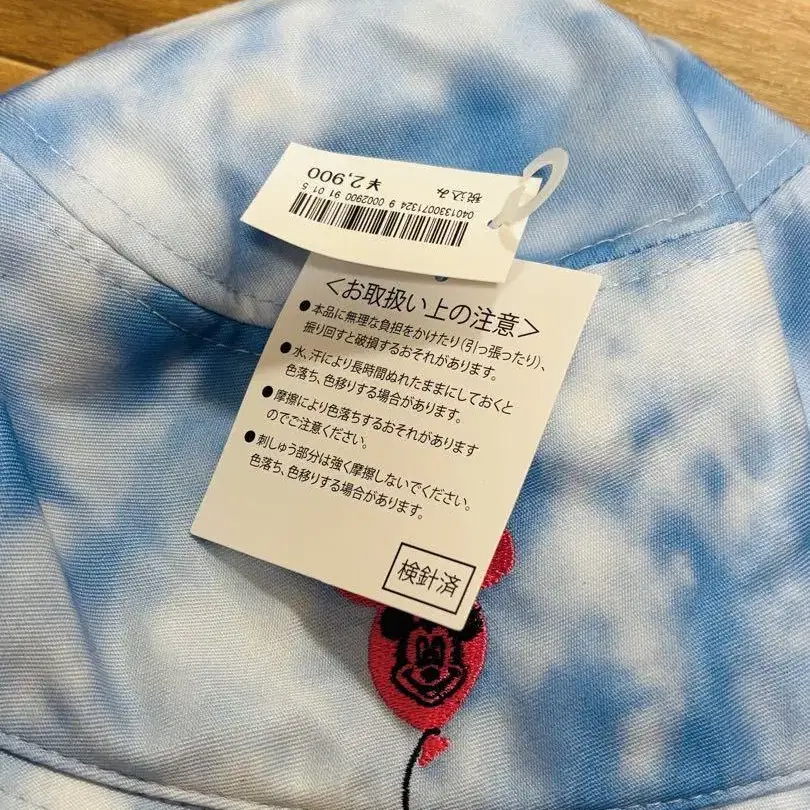 0401330071324 9 0002900 91 01 5
税込み ￥2,900
＜お取扱い上の注意＞
●本品に無理な負担をかけたり（引っ張ったり）、
振り回すと破損するおそれがあります。
●水、汗により長時間ぬれたままにしておくと
色落ち、色移りする場合があります。
●摩擦により色落ちするおそれがあります
のでご注意ください。
●刺しゅう部分は強く摩擦しないでください。
色落ち、色移りする場合があります。
検針済